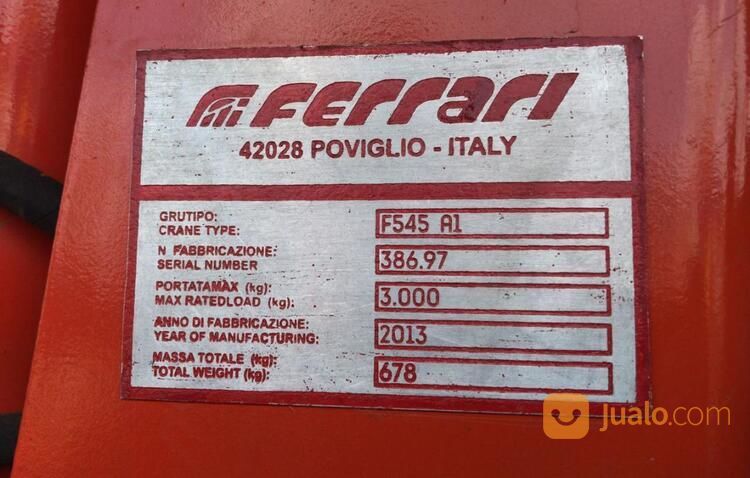 Ferrari
42028 POVIGLIO - ITALY
GRUTIPO:
CRANE TYPE: F545 A1
N FABBRICAZIONE:
SERIAL NUMBER 386.97
PORTATAMAX (kg):
MAX RATEDLOAD (kg): 3.000
ANNO DI FABBRICAZIONE:
YEAR OF MANUFACTURING: 2013
MASSA TOTALE (kg):
TOTAL WEIGHT (kg): 678
jualo.com